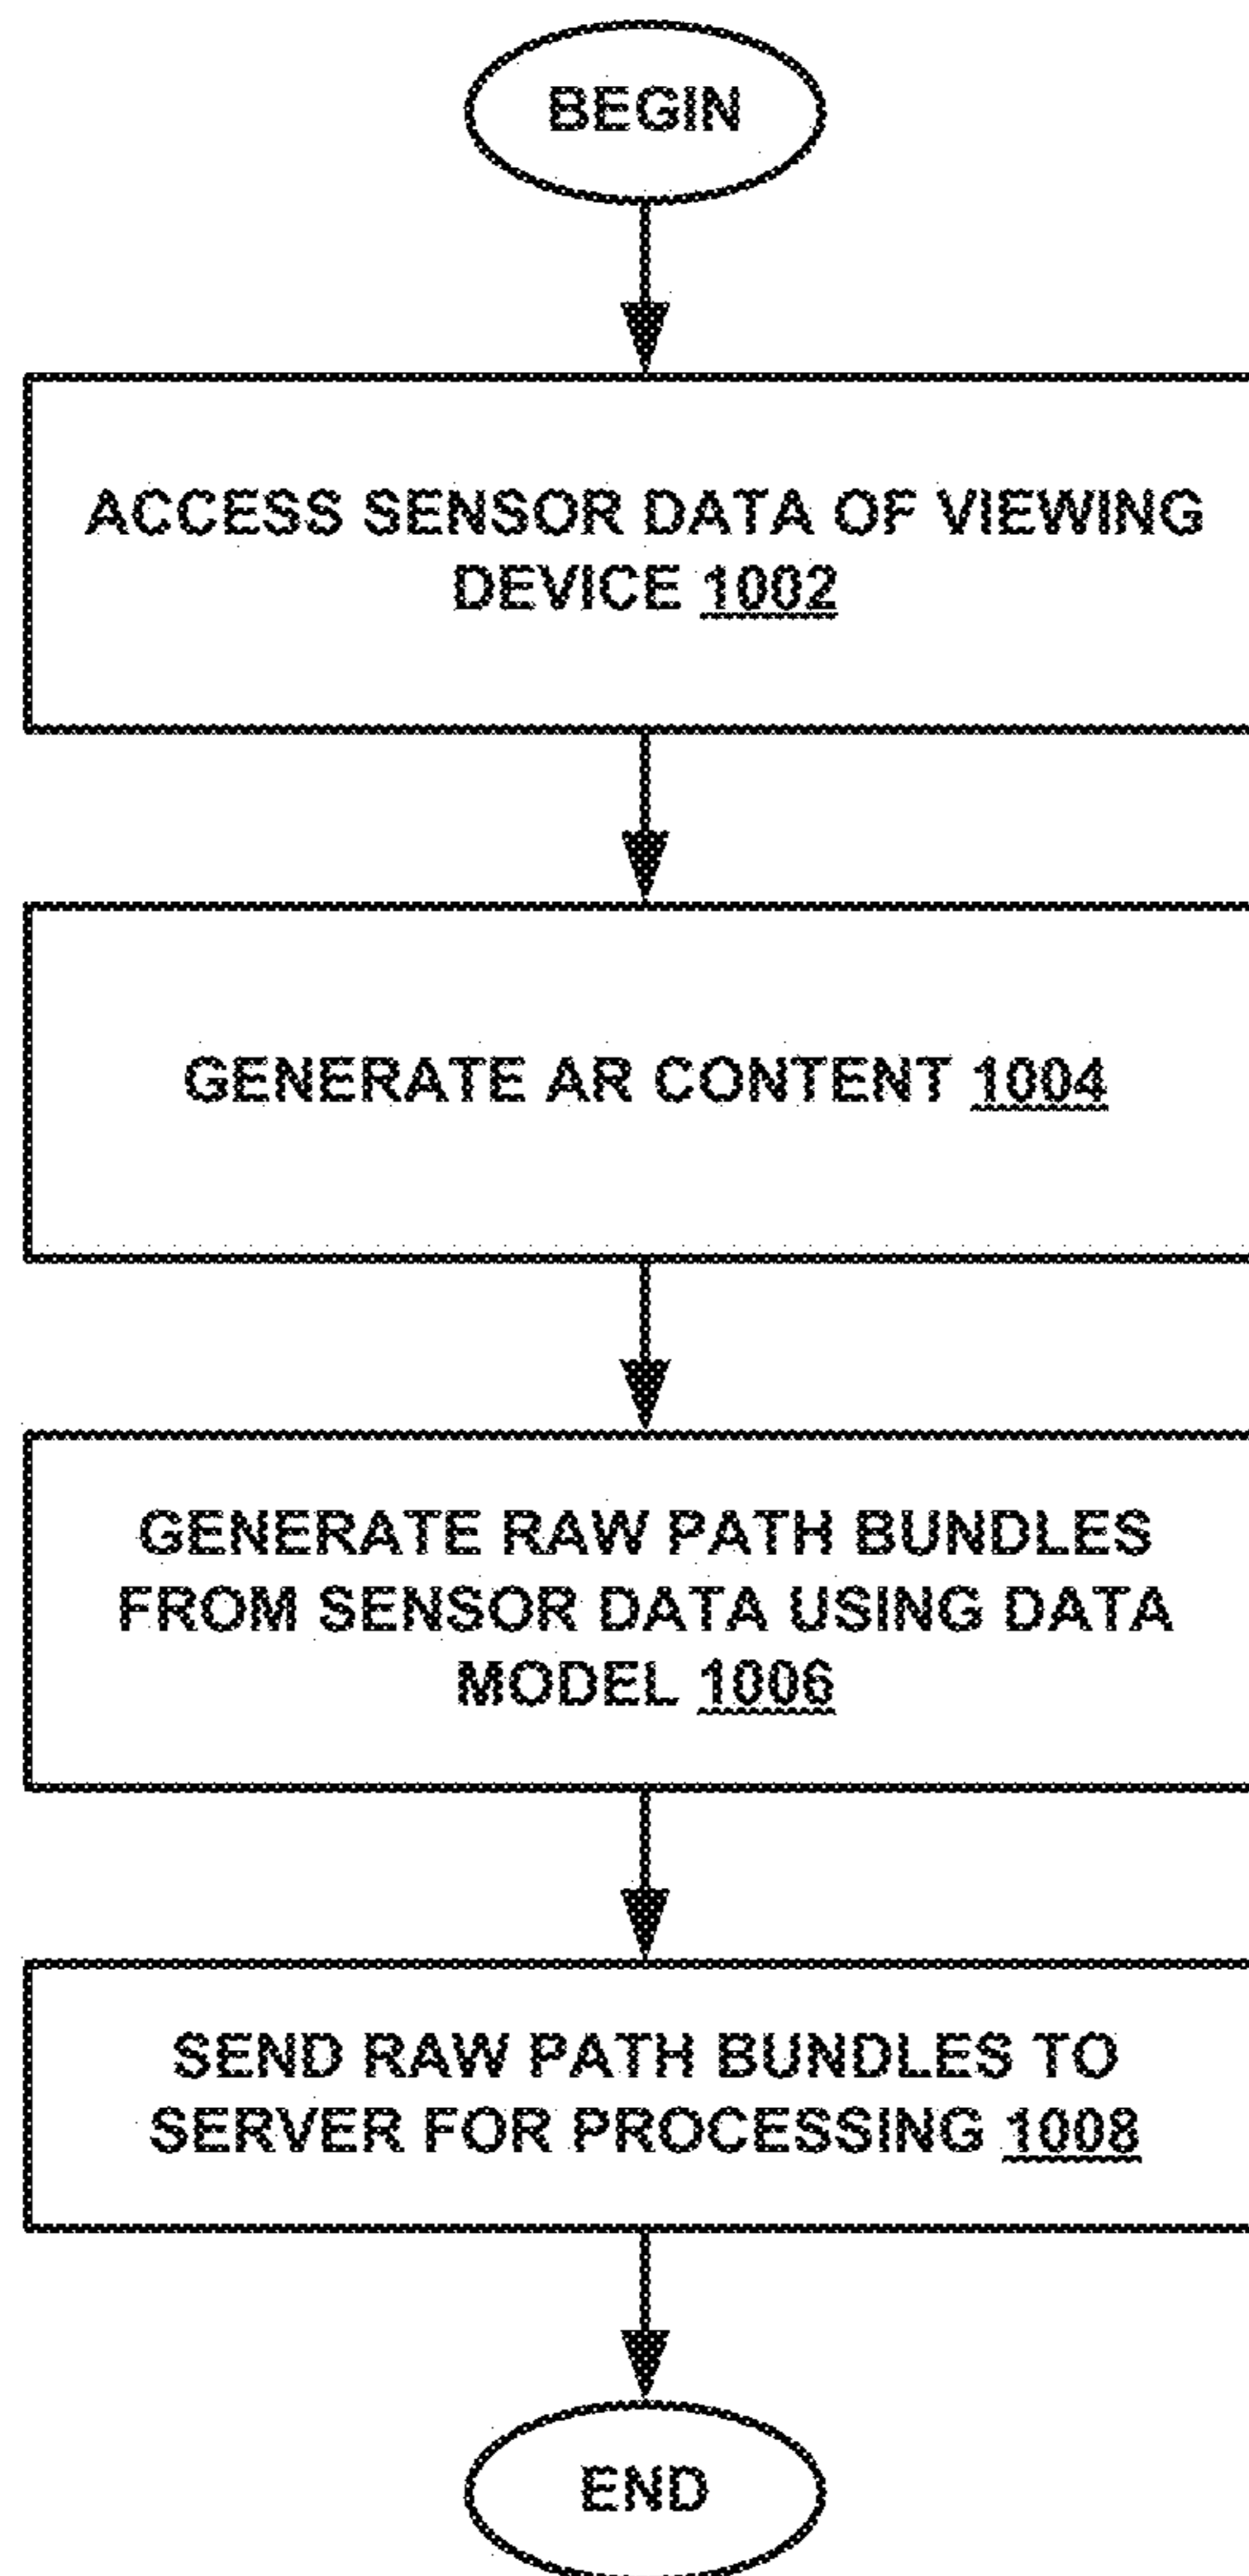 BEGIN
ACCESS SENSOR DATA OF VIEWING
DEVICE 1002
GENERATE AR CONTENT 1004
GENERATE RAW PATH BUNDLES
FROM SENSOR DATA USING DATA
MODEL 1006
SEND RAW PATH BUNDLES TO
SERVER FOR PROCESSING 1008
END